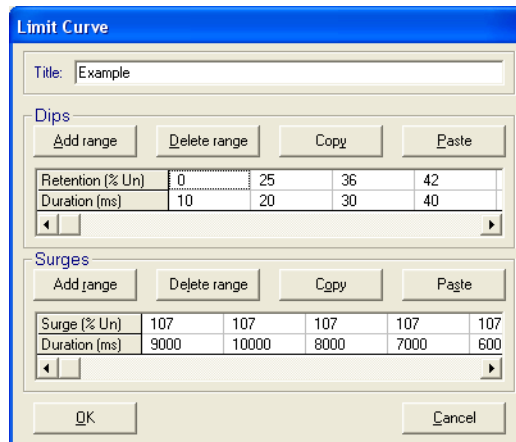 Limit Curve
Title: Example
Dips
Add range Delete range Copy Paste
Retention (% Un) 0 25 36 42
Duration (ms) 10 20 30 40
Surges
Add range Delete range Copy Paste
Surge (% Un) 107 107 107 107 107
Duration (ms) 9000 10000 8000 7000 600
OK Cancel